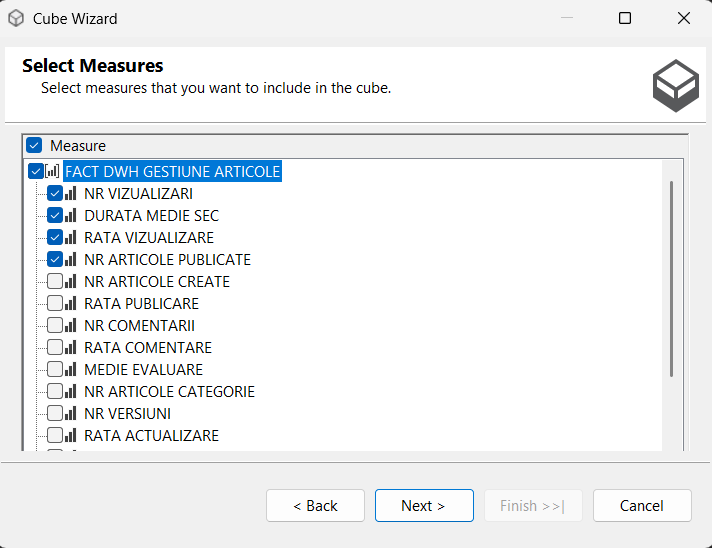 Cube Wizard
Select Measures
Select measures that you want to include in the cube.
Measure
FACT DWH GESTIUNE ARTICOLE
NR VIZUALIZARI
DURATA MEDIE SEC
RATA VIZUALIZARE
NR ARTICOLE PUBLICATE
NR ARTICOLE CREATE
RATA PUBLICARE
NR COMENTARII
RATA COMENTARE
MEDIE EVALUARE
NR ARTICOLE CATEGORIE
NR VERSIUNI
RATA ACTUALIZARE
< Back Next > Finish >>| Cancel